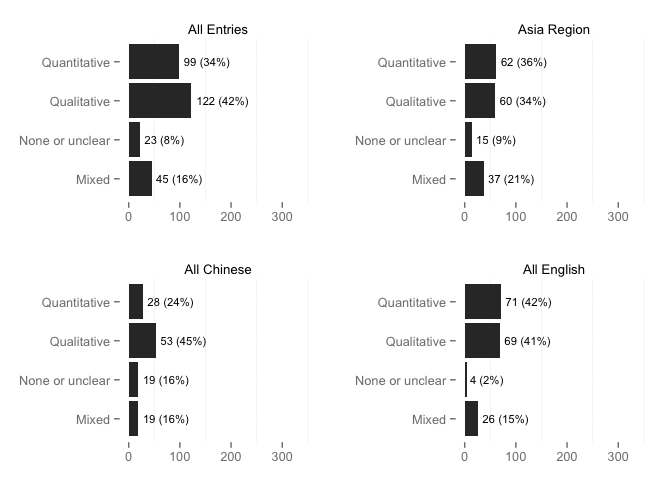 All Entries
Quantitative 99 (34%)
Qualitative 122 (42%)
None or unclear 23 (8%)
Mixed 45 (16%)
0 100 200 300
Asia Region
Quantitative 62 (36%)
Qualitative 60 (34%)
None or unclear 15 (9%)
Mixed 37 (21%)
0 100 200 300
All Chinese
Quantitative 28 (24%)
Qualitative 53 (45%)
None or unclear 19 (16%)
Mixed 19 (16%)
0 100 200 300
All English
Quantitative 71 (42%)
Qualitative 69 (41%)
None or unclear 4 (2%)
Mixed 26 (15%)
0 100 200 300